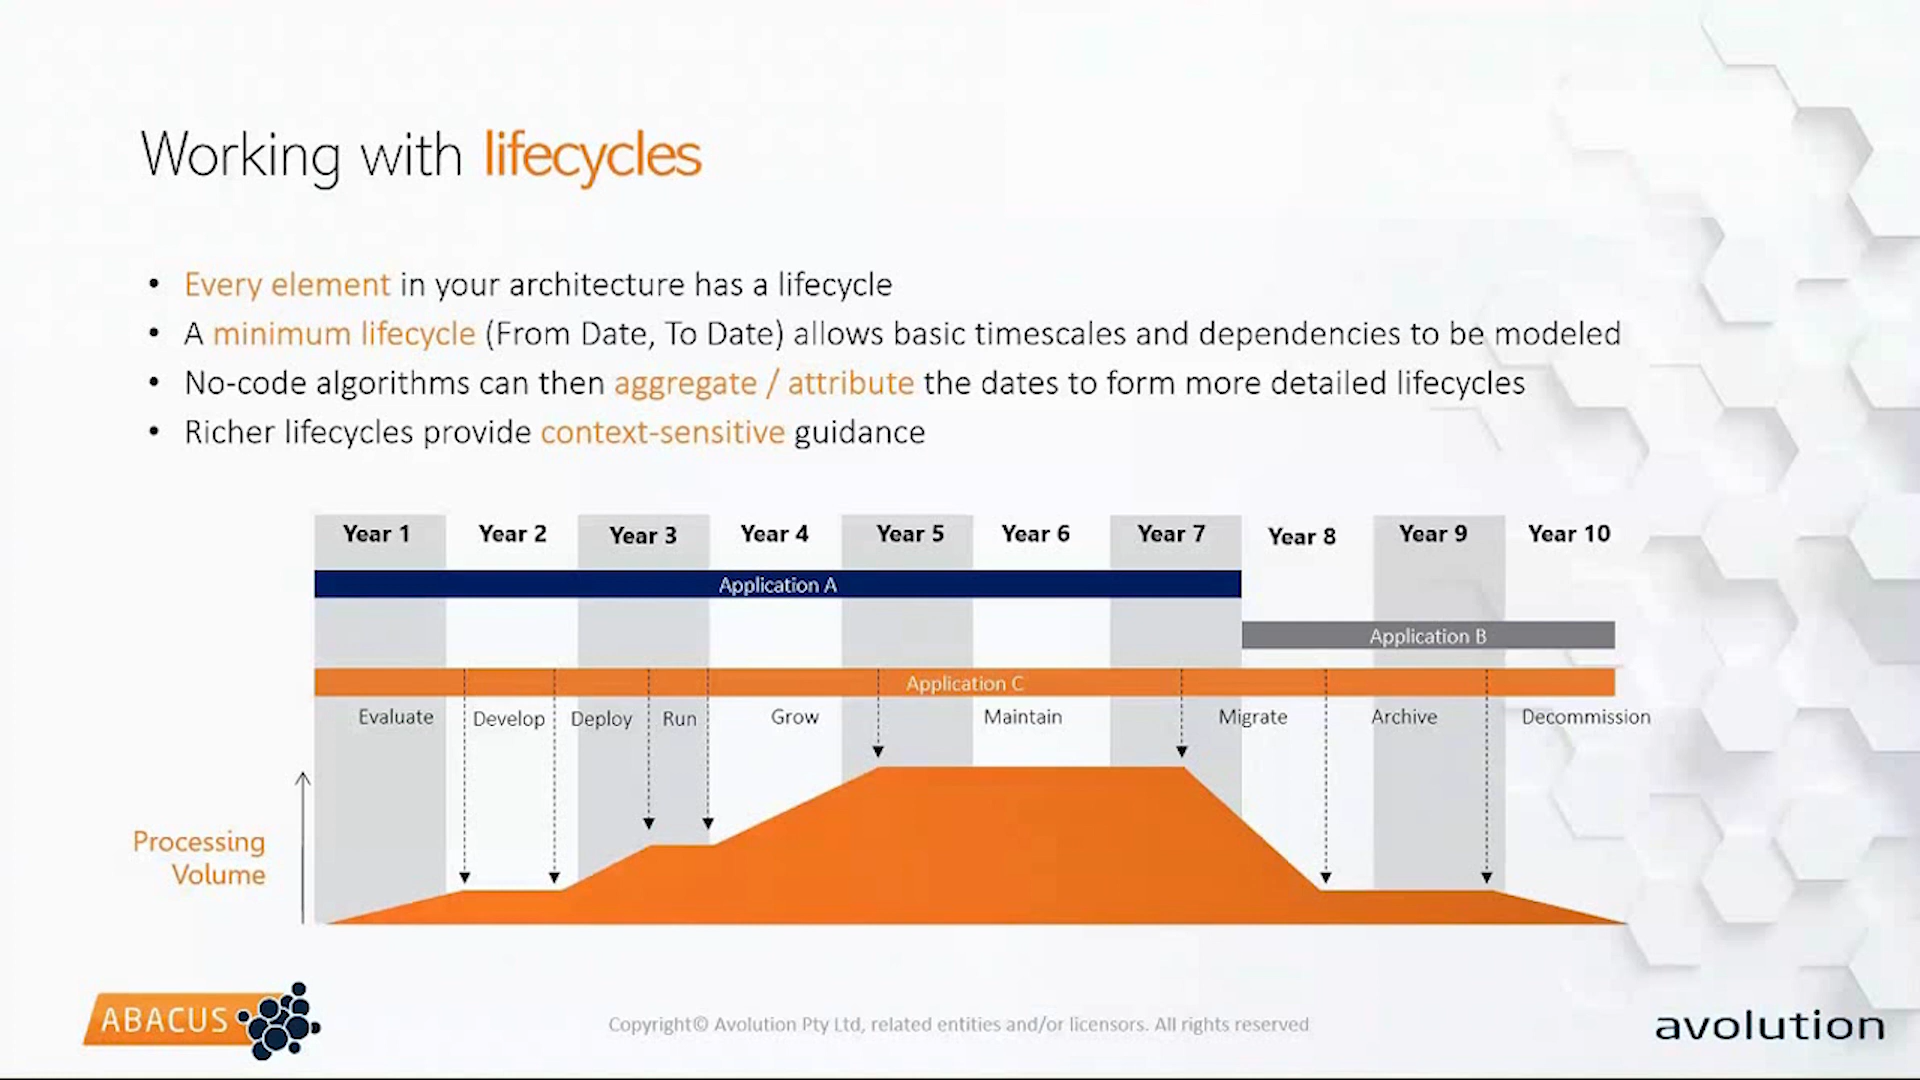 Working with lifecycles
• Every element in your architecture has a lifecycle
• A minimum lifecycle (From Date, To Date) allows basic timescales and dependencies to be modeled
• No-code algorithms can then aggregate / attribute the dates to form more detailed lifecycles
• Richer lifecycles provide context-sensitive guidance
Year 1 Year 2 Year 3 Year 4 Year 5 Year 6 Year 7 Year 8 Year 9 Year 10
Application A
Application B
Application C
Evaluate Develop Deploy Run Grow Maintain Migrate Archive Decommission
Processing
Volume
ABACUS
Copyright© Avolution Pty Ltd, related entities and/or licensors. All rights reserved
avolution